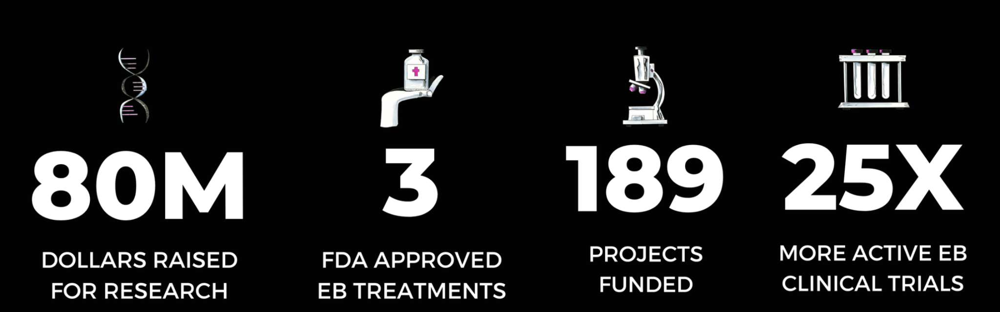 80M
DOLLARS RAISED
FOR RESEARCH
3
FDA APPROVED
EB TREATMENTS
189
PROJECTS
FUNDED
25X
MORE ACTIVE EB
CLINICAL TRIALS